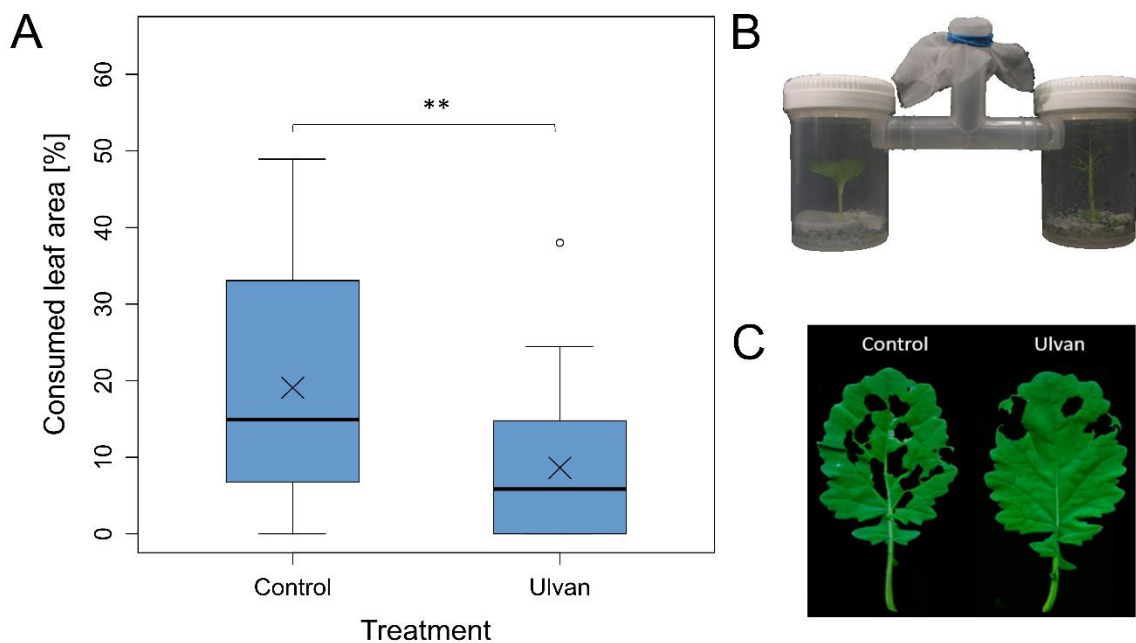 A
Consumed leaf area [%]
60
50
40
30
20
10
0
**
Control
Ulvan
Treatment
B
C
Control
Ulvan